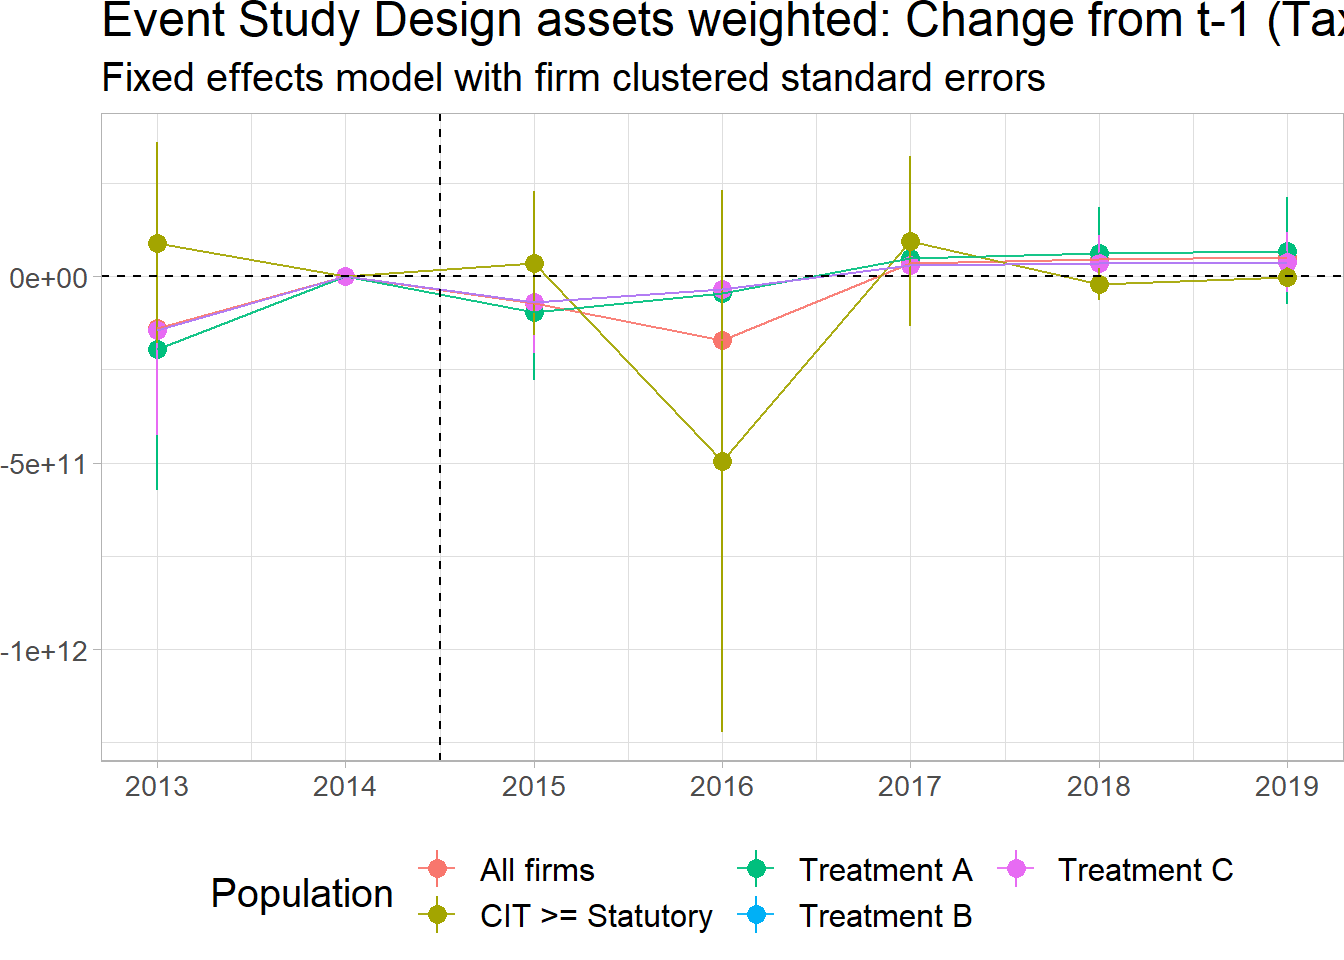 Event Study Design assets weighted: Change from t-1 (Tax
Fixed effects model with firm clustered standard errors
0e+00
-5e+11
-1e+12
2013 2014 2015 2016 2017 2018 2019
Population
All firms
Treatment A
Treatment C
CIT >= Statutory
Treatment B